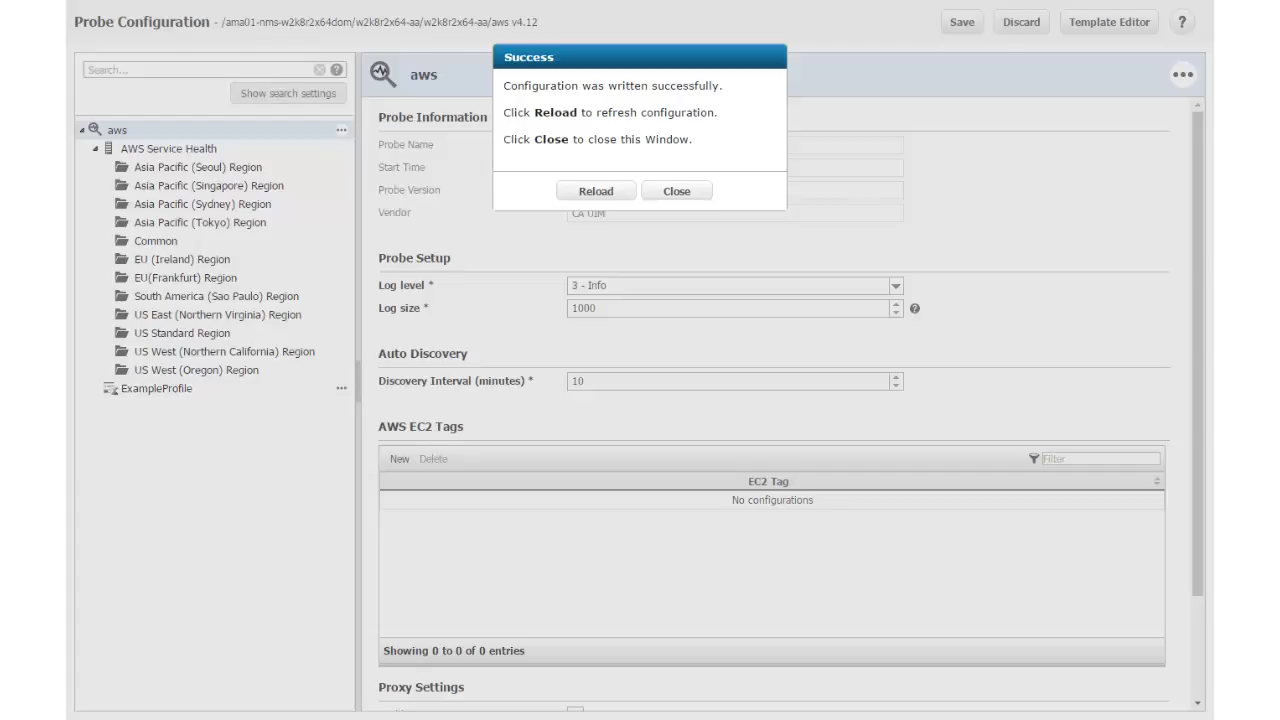 Probe Configuration - /ama01-nms-w2k8r2x64dom/w2k8r2x64-aa/w2k8r2x64-aa/aws v4.12
Save Discard Template Editor ?
Search...
Show search settings
aws
AWS Service Health
Asia Pacific (Seoul) Region
Asia Pacific (Singapore) Region
Asia Pacific (Sydney) Region
Asia Pacific (Tokyo) Region
Common
EU (Ireland) Region
EU(Frankfurt) Region
South America (Sao Paulo) Region
US East (Northern Virginia) Region
US Standard Region
US West (Northern California) Region
US West (Oregon) Region
ExampleProfile
aws
Success
Configuration was written successfully.
Click Reload to refresh configuration.
Click Close to close this Window.
Reload Close
Probe Information
Probe Name
Start Time
Probe Version
Vendor CA UIM
Probe Setup
Log level * 3 - Info
Log size * 1000
Auto Discovery
Discovery Interval (minutes) * 10
AWS EC2 Tags
New Delete Filter
EC2 Tag
No configurations
Showing 0 to 0 of 0 entries
Proxy Settings